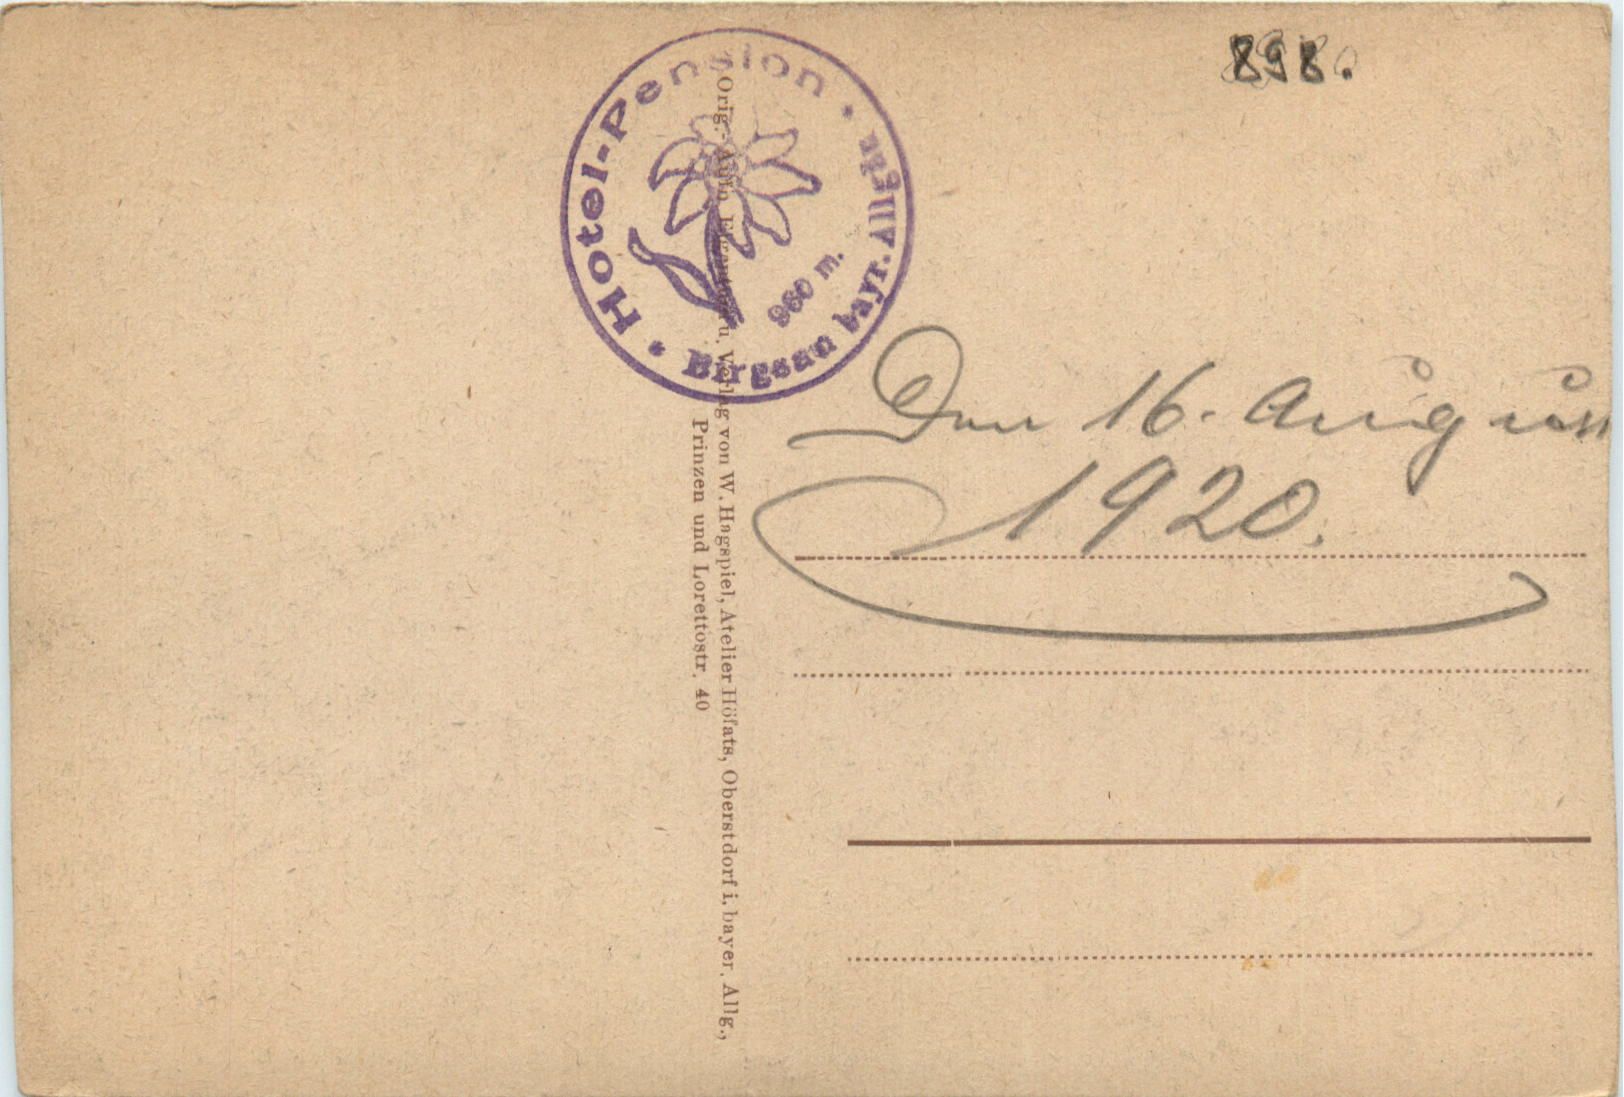 898.
Hotel-Pension
960 m.
Birgsau bayr. Allgäu
Orig.-Aufn. u. Verlag von W. Hagspiel, Atelier Höfats, Oberstdorf i. bayer. Allg.,
Prinzen und Lorettostr. 40
Den 16. August
1920.